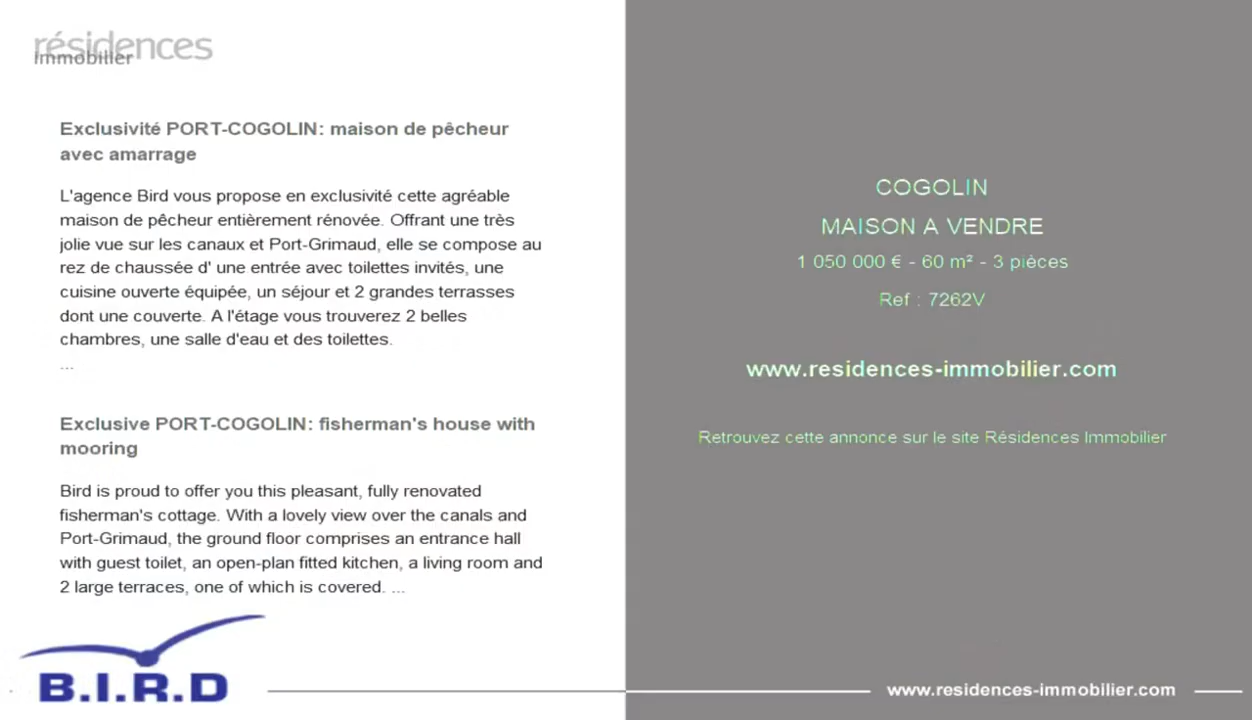 résidences
immobilier
Exclusivité PORT-COGOLIN: maison de pêcheur
avec amarrage
L'agence Bird vous propose en exclusivité cette agréable
maison de pêcheur entièrement rénovée. Offrant une très
jolie vue sur les canaux et Port-Grimaud, elle se compose au
rez de chaussée d' une entrée avec toilettes invités, une
cuisine ouverte équipée, un séjour et 2 grandes terrasses
dont une couverte. A l'étage vous trouverez 2 belles
chambres, une salle d'eau et des toilettes.
...
Exclusive PORT-COGOLIN: fisherman's house with
mooring
Bird is proud to offer you this pleasant, fully renovated
fisherman's cottage. With a lovely view over the canals and
Port-Grimaud, the ground floor comprises an entrance hall
with guest toilet, an open-plan fitted kitchen, a living room and
2 large terraces, one of which is covered. ...
B.I.R.D
COGOLIN
MAISON A VENDRE
1 050 000 € - 60 m² - 3 pièces
Ref : 7262V
www.residences-immobilier.com
Retrouvez cette annonce sur le site Résidences Immobilier
www.residences-immobilier.com